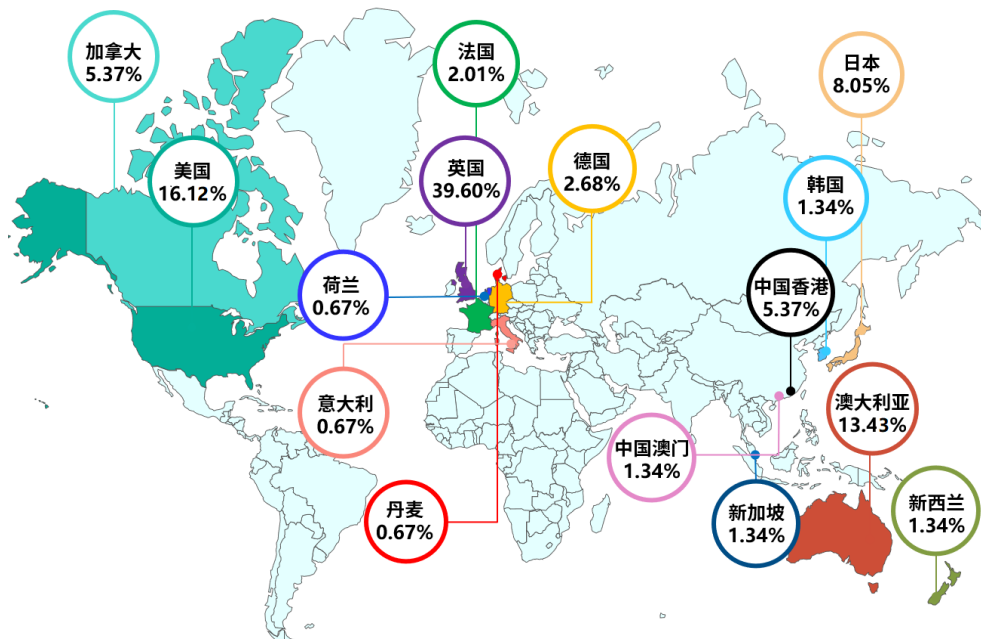 加拿大
5.37%
法国
2.01%
日本
8.05%
美国
16.12%
英国
39.60%
德国
2.68%
韩国
1.34%
荷兰
0.67%
中国香港
5.37%
意大利
0.67%
澳大利亚
13.43%
中国澳门
1.34%
丹麦
0.67%
新加坡
1.34%
新西兰
1.34%